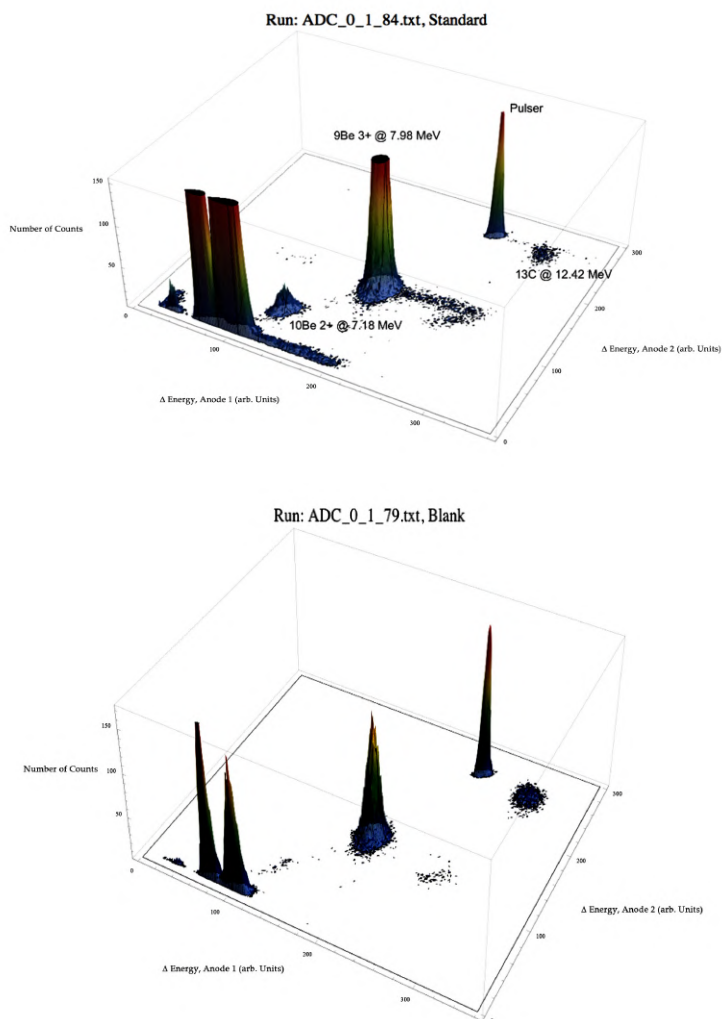 Run: ADC_0_1_84.txt, Standard
Pulser
9Be 3+ @ 7.98 MeV
150
100
Number of Counts
50
300
13C @ 12.42 MeV
0
10Be 2+ @ 7.18 MeV
200
100
Δ Energy, Anode 2 (arb. Units)
100
200
Δ Energy, Anode 1 (arb. Units)
300
0
Run: ADC_0_1_79.txt, Blank
150
Number of Counts
100
50
300
0
200
100
Δ Energy, Anode 2 (arb. Units)
100
200
Δ Energy, Anode 1 (arb. Units)
300